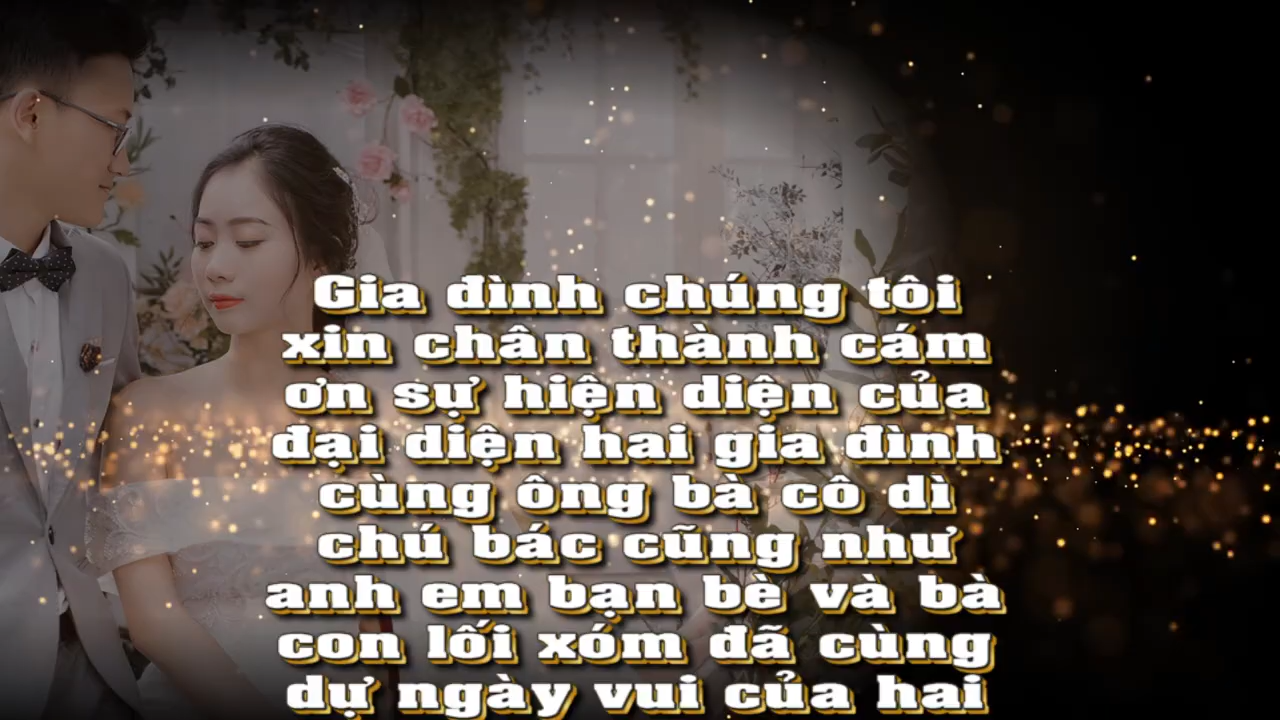 Gia đình chúng tôi
xin chân thành cám
ơn sự hiện diện của
đại diện hai gia đình
cùng ông bà cô dì
chú bác cũng như
anh em bạn bè và bà
con lối xóm đã cùng
dự ngày vui của hai